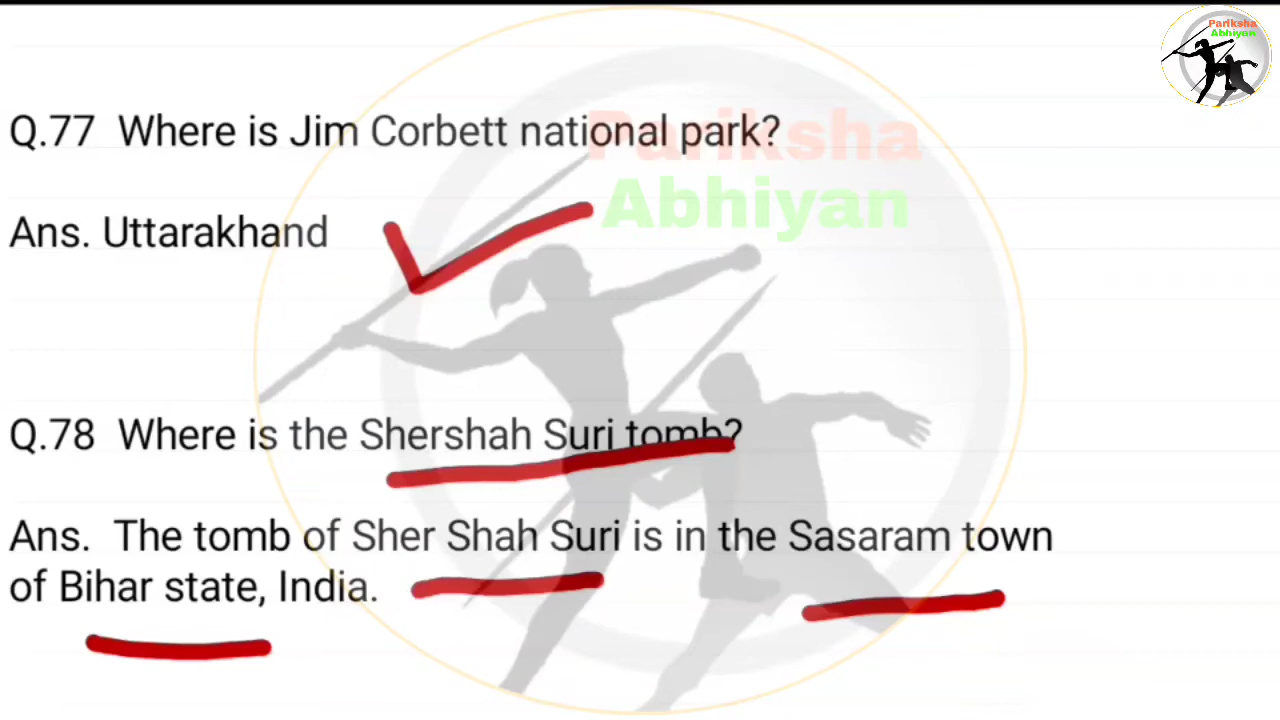 Pariksha
Abhiyan
Q.77 Where is Jim Corbett national park?
Pariksha
Ans. Uttarakhand
Abhiyan
Q.78 Where is the Shershah Suri tomb?
Ans. The tomb of Sher Shah Suri is in the Sasaram town
of Bihar state, India.